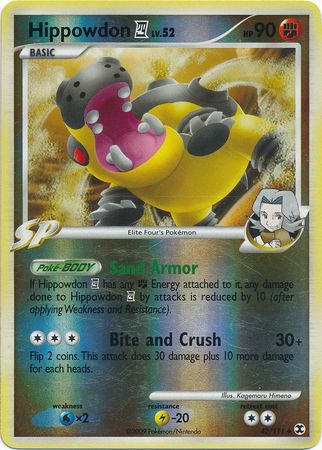 Hippowdon LV.52 HP 90
BASIC
SP
Elite Four's Pokémon
Poké-BODY Sand Armor
If Hippowdon has any Energy attached to it, any damage
done to Hippowdon by attacks is reduced by 10 (after
applying Weakness and Resistance).
Bite and Crush 30+
Flip 2 coins. This attack does 30 damage plus 10 more damage
for each heads.
Illus. Kagemaru Himeno
weakness resistance retreat cost
×2 -20
©2009 Pokémon/Nintendo 42/111